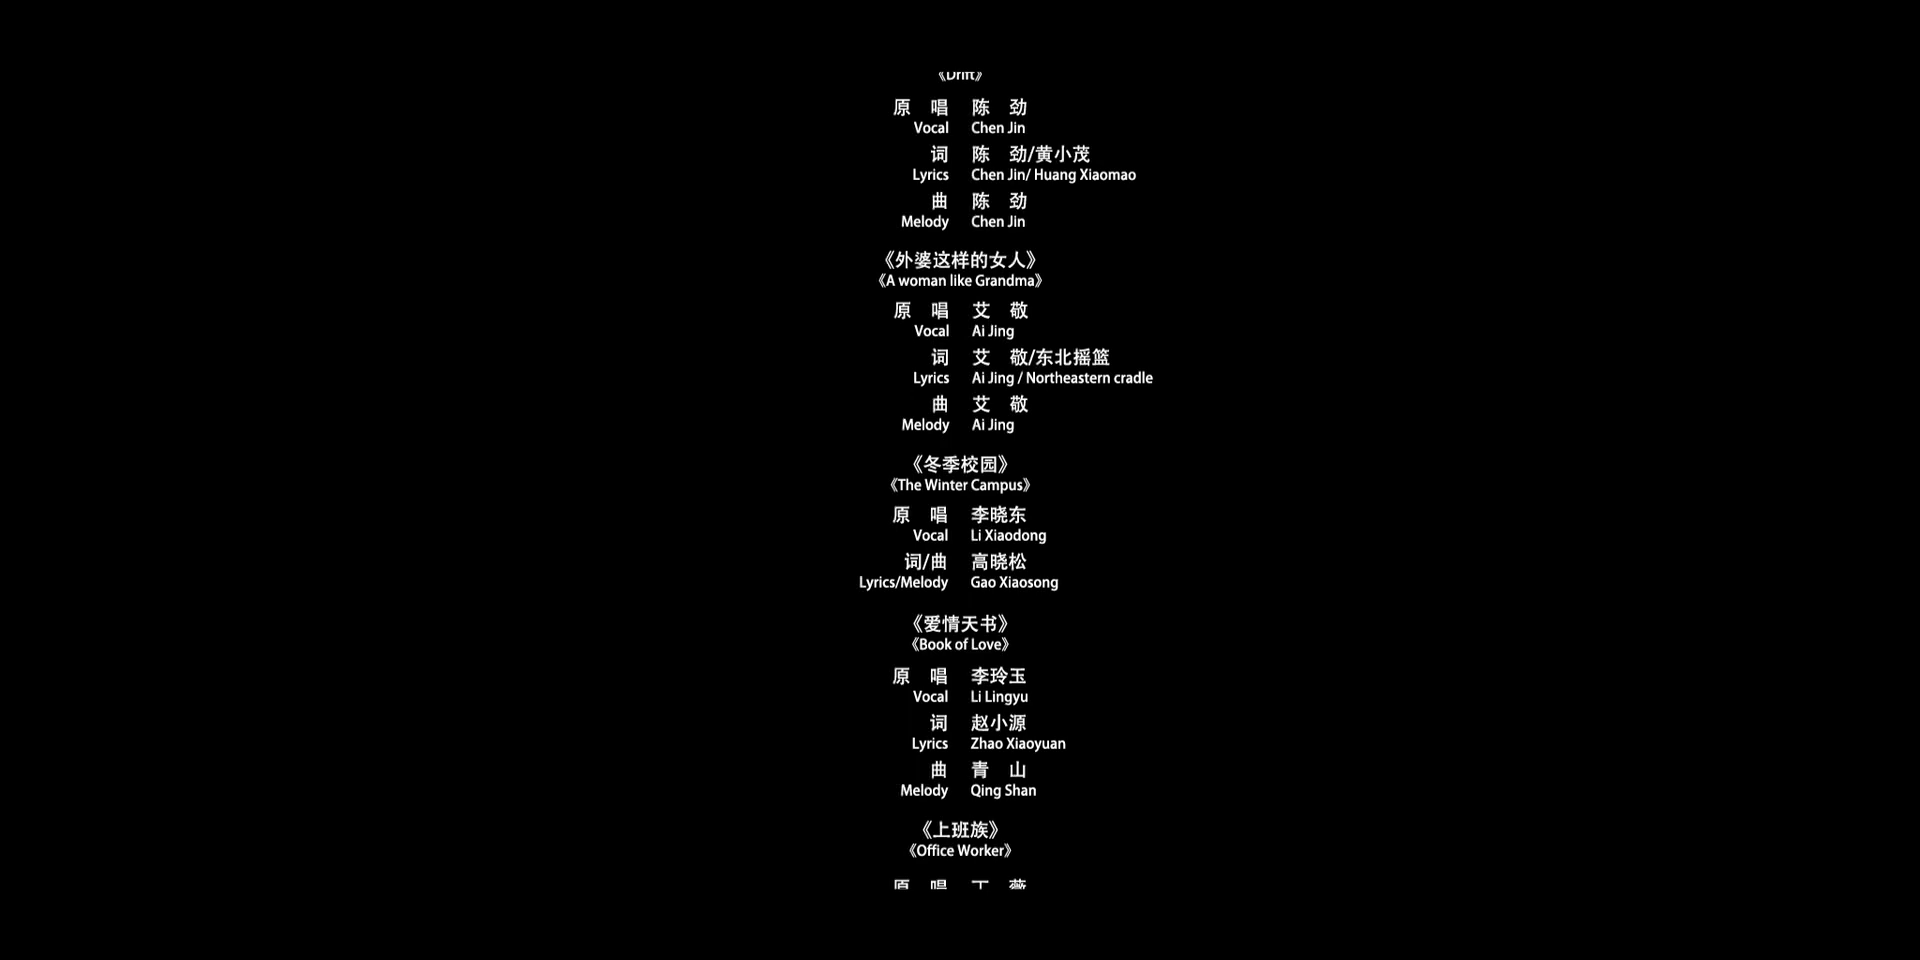 《Drift》
原 唱 陈 劲
Vocal Chen Jin
词 陈 劲/黄小茂
Lyrics Chen Jin/ Huang Xiaomao
曲 陈 劲
Melody Chen Jin
《外婆这样的女人》
《A woman like Grandma》
原 唱 艾 敬
Vocal Ai Jing
词 艾 敬/东北摇篮
Lyrics Ai Jing / Northeastern cradle
曲 艾 敬
Melody Ai Jing
《冬季校园》
《The Winter Campus》
原 唱 李晓东
Vocal Li Xiaodong
词/曲 高晓松
Lyrics/Melody Gao Xiaosong
《爱情天书》
《Book of Love》
原 唱 李玲玉
Vocal Li Lingyu
词 赵小源
Lyrics Zhao Xiaoyuan
曲 青 山
Melody Qing Shan
《上班族》
《Office Worker》
原 唱 丁 薇